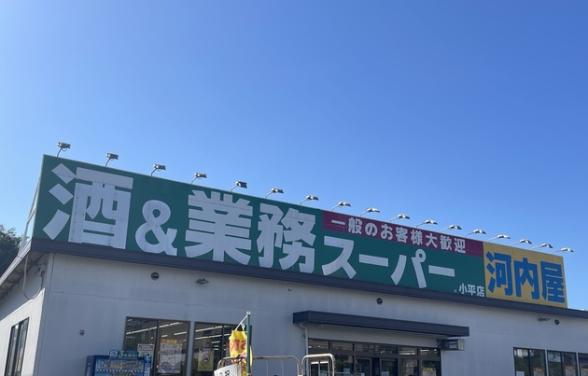 酒&業務スーパー
一般のお客様大歓迎
小平店
河内屋